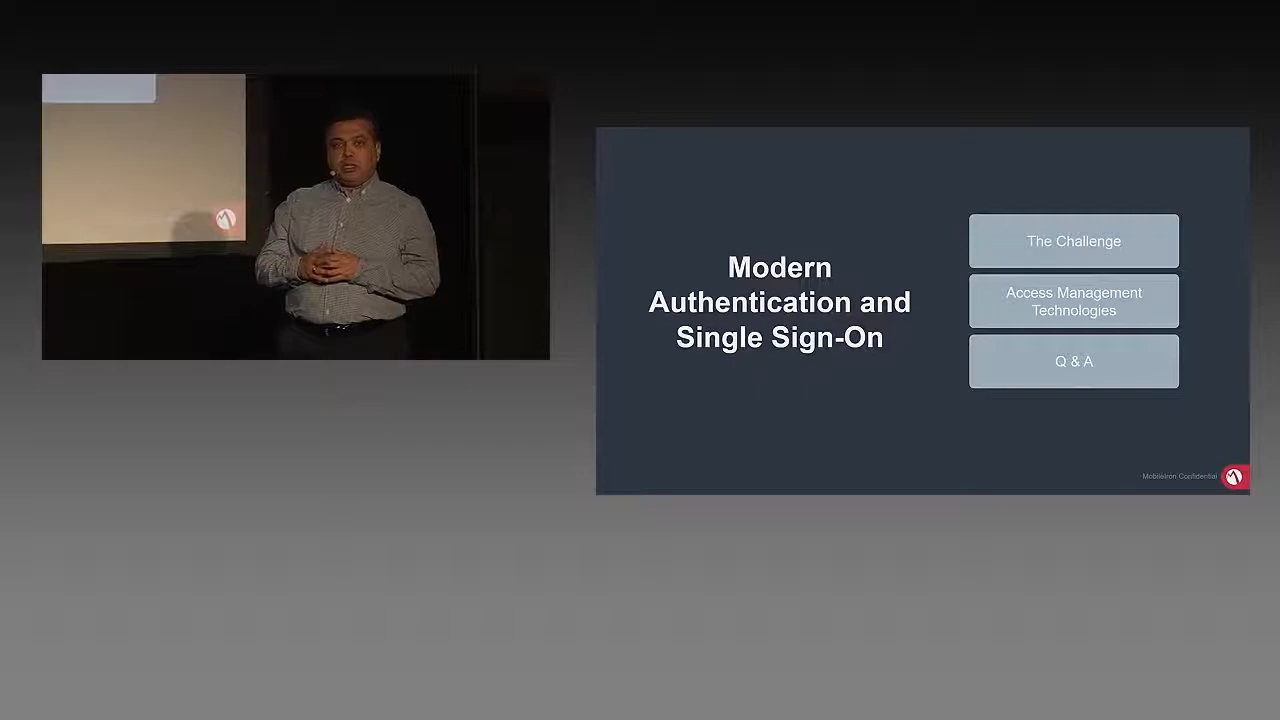 Modern
Authentication and
Single Sign-On
The Challenge
Access Management
Technologies
Q & A
MobileIron Confidential